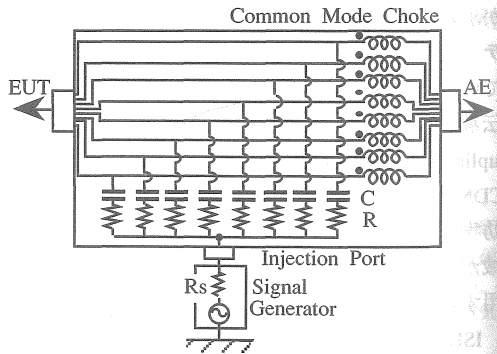 Common Mode Choke
EUT
AE
C
R
Injection Port
Rs
Signal
Generator